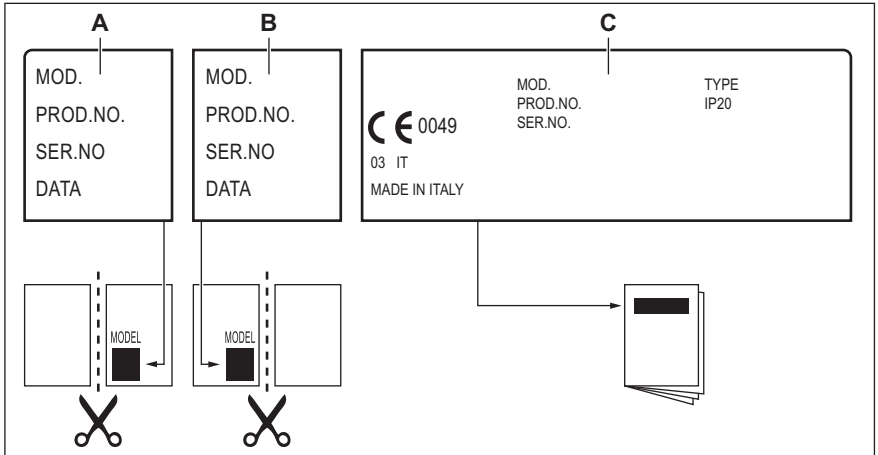 A
B
C
MOD.
PROD.NO.
SER.NO
DATA
MOD.
PROD.NO.
SER.NO
DATA
MOD.
PROD.NO.
SER.NO.
TYPE
IP20
CE 0049
03 IT
MADE IN ITALY
MODEL
MODEL